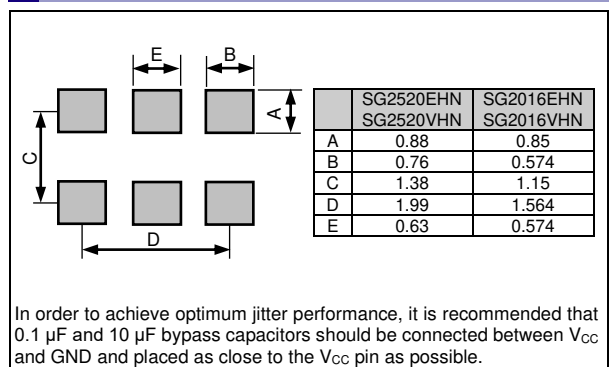 E
B
A
C
D
SG2520EHN SG2016EHN
SG2520VHN SG2016VHN
A 0.88 0.85
B 0.76 0.574
C 1.38 1.15
D 1.99 1.564
E 0.63 0.574
In order to achieve optimum jitter performance, it is recommended that
0.1 µF and 10 µF bypass capacitors should be connected between VCC
and GND and placed as close to the VCC pin as possible.